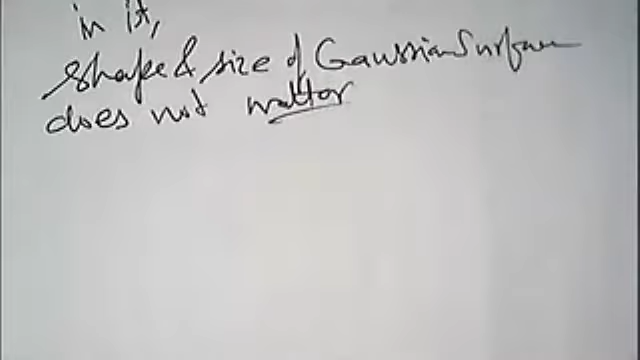 in it,
shape & size of Gaussian Surface
does not matter